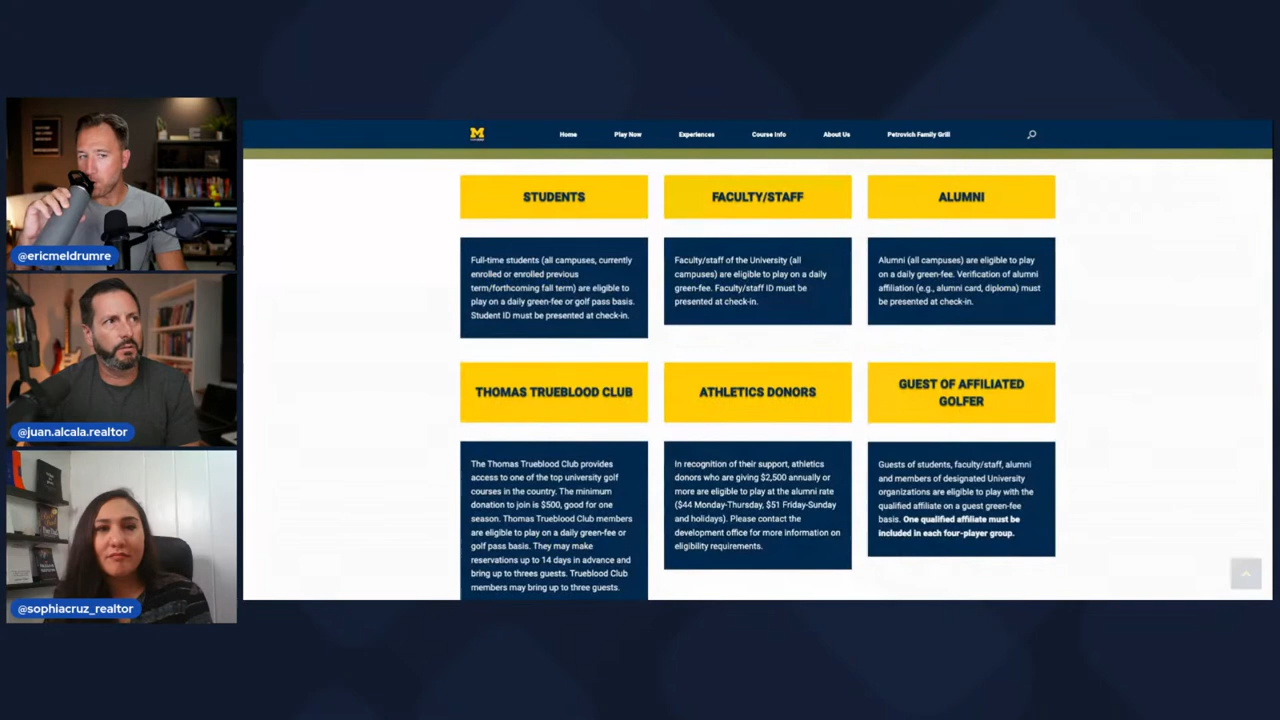 @ericmeldrumre
@juan.alcala.realtor
@sophiacruz_realtor
M
Home
Play Now
Experiences
Course Info
About Us
Petrovich Family Grill
STUDENTS
Full-time students (all campuses, currently
enrolled or enrolled previous
term/forthcoming fall term) are eligible to
play on a daily green-fee or golf pass basis.
Student ID must be presented at check-in.
FACULTY/STAFF
Faculty/staff of the University (all
campuses) are eligible to play on a daily
green-fee. Faculty/staff ID must be
presented at check-in.
ALUMNI
Alumni (all campuses) are eligible to play
on a daily green-fee. Verification of alumni
affiliation (e.g., alumni card, diploma) must
be presented at check-in.
THOMAS TRUEBLOOD CLUB
The Thomas Trueblood Club provides
access to one of the top university golf
courses in the country. The minimum
donation to join is $500, good for one
season. Thomas Trueblood Club members
are eligible to play on a daily green-fee or
golf pass basis. They may make
reservations up to 14 days in advance and
bring up to threes guests. Trueblood Club
members may bring up to three guests.
ATHLETICS DONORS
In recognition of their support, athletics
donors who are giving $2,500 annually or
more are eligible to play at the alumni rate
($44 Monday-Thursday, $51 Friday-Sunday
and holidays). Please contact the
development office for more information on
eligibility requirements.
GUEST OF AFFILIATED
GOLFER
Guests of students, faculty/staff, alumni
and members of designated University
organizations are eligible to play with the
qualified affiliate on a guest green-fee
basis. One qualified affiliate must be
included in each four-player group.